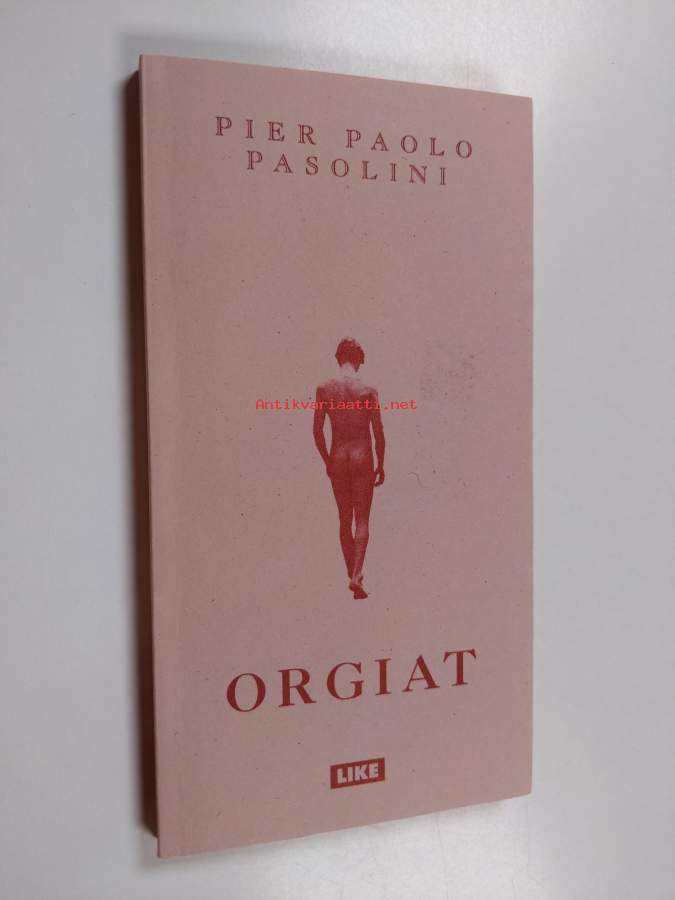 PIER PAOLO
PASOLINI
Antikvariaatti.net
ORGIAT
LIKE